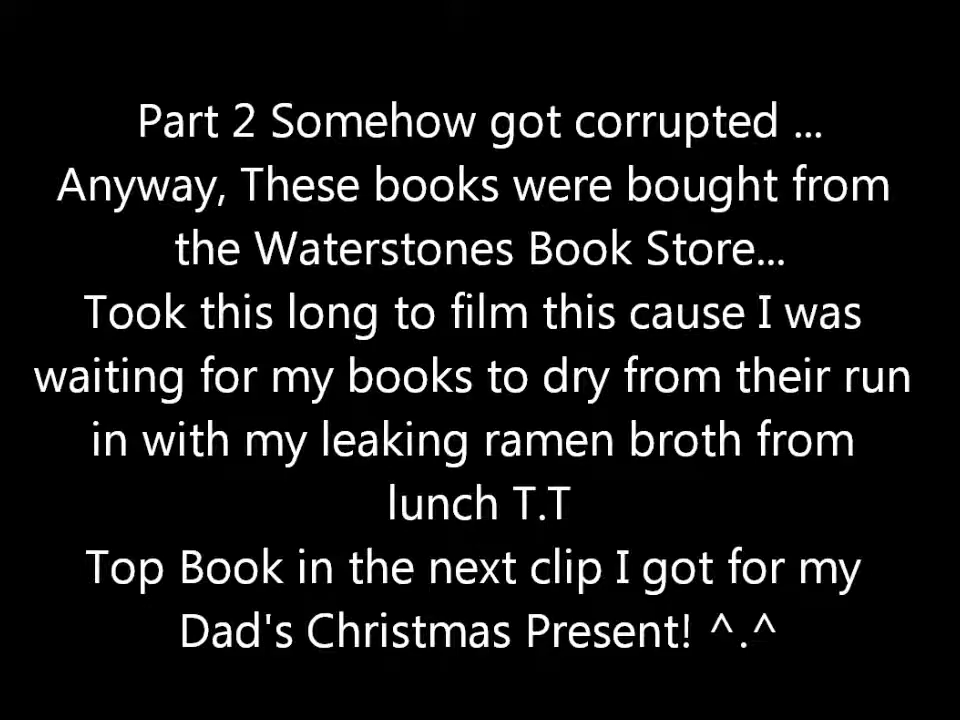 Part 2 Somehow got corrupted ...
Anyway, These books were bought from
the Waterstones Book Store...
Took this long to film this cause I was
waiting for my books to dry from their run
in with my leaking ramen broth from
lunch T.T
Top Book in the next clip I got for my
Dad's Christmas Present! ^.^